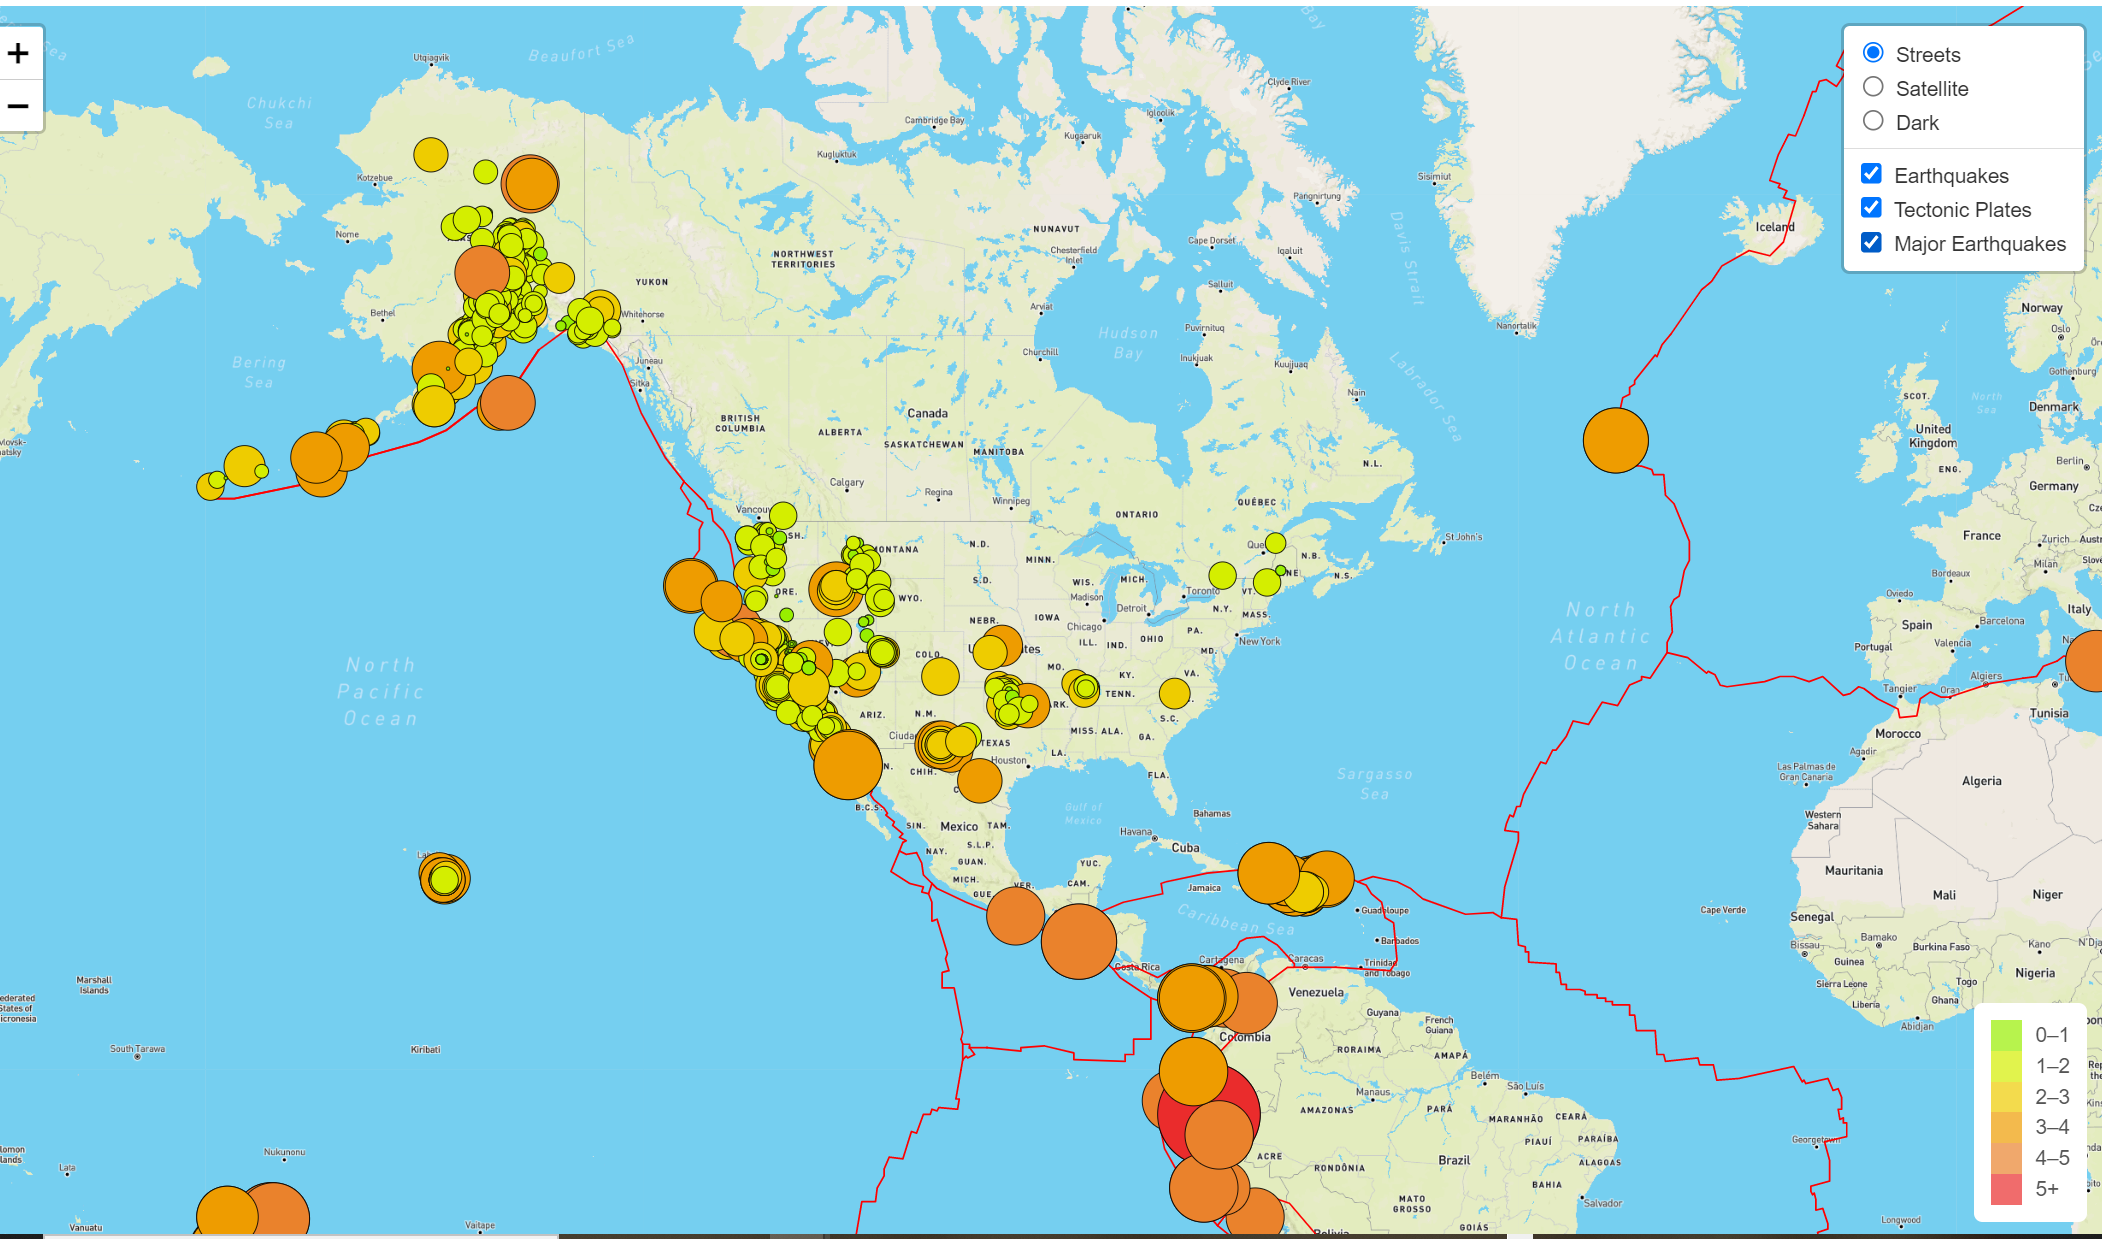 +
−
Streets
Satellite
Dark
Earthquakes
Tectonic Plates
Major Earthquakes
Utqiagvik
Beaufort Sea
Chukchi
Sea
Clyde River
Igloolik
Cambridge Bay
Kugaaruk
Kugluktuk
Kotzebue
Sisimiut
Pangnirtung
Iceland
Nome
NUNAVUT
Cape Dorset
Iqaluit
Davis Strait
Chesterfield
Inlet
NORTHWEST
TERRITORIES
YUKON
Salluit
Norway
Oslo
Bethel
Whitehorse
Arviat
Puvirnituq
Nanortalik
Hudson
Bay
Bering
Sea
Juneau
Sitka
Churchill
Inukjuak
Kuujjuaq
Labrador Sea
Gothenburg
Nain
SCOT.
North
Sea
Denmark
BRITISH
COLUMBIA
Canada
ALBERTA
SASKATCHEWAN
MANITOBA
United
Kingdom
N.L.
Berlin
ENG.
Germany
Calgary
Regina
Winnipeg
QUÉBEC
ONTARIO
Vancouv
SH.
France
Zurich
St John's
MONTANA
N.D.
MINN.
Que
N.B.
NE
N.S.
Milan
Bordeaux
S.D.
WIS.
MICH.
ORE.
WYO.
Madison
Toronto
VT.
Oviedo
Detroit
N.Y.
MASS.
North
Atlantic
Ocean
Italy
NEBR.
IOWA
Chicago
Barcelona
Spain
ILL.
IND.
OHIO
PA.
New York
Portugal
Valencia
COLO.
U
tes
MD.
North
Pacific
Ocean
MO.
KY.
VA.
Algiers
Tangier
Oran
TENN.
ARIZ.
N.M.
RK.
S.C.
Tunisia
Ciuda
TEXAS
MISS.
ALA.
GA.
Morocco
LA.
Agadir
Houston
CHIH.
FLA.
Sargasso
Sea
Las Palmas de
Gran Canaria
Algeria
B.C.S.
Gulf of
Mexico
Bahamas
Western
Sahara
SIN.
Mexico
TAM.
Havana
Cuba
NAY.
S.L.P.
GUAN.
YUC.
Mauritania
MICH.
CAM.
Jamaica
Mali
Niger
GUE
VER.
Caribbean Sea
Guadeloupe
Cape Verde
Senegal
Barbados
Bissau
Bamako
Burkina Faso
Kano
N'Dja
Costa Rica
Cartagena
Caracas
Trinidad
and Tobago
Guinea
Nigeria
Marshall
Islands
Venezuela
Sierra Leone
Togo
ederated
States of
icronesia
Guyana
French
Guiana
Liberia
Ghana
Abidjan
Colombia
South Tarawa
Kiribati
RORAIMA
AMAPÁ
Belém
São Luís
Manaus
AMAZONAS
PARÁ
MARANHÃO
CEARÁ
PARAÍBA
PIAUÍ
Georgetown
Nukunonu
ACRE
Brazil
ALAGOAS
Lata
RONDÔNIA
BAHIA
MATO
GROSSO
Salvador
GOIÁS
Vanuatu
Vaitape
Bolivia
Longwood
0–1
1–2
2–3
3–4
4–5
5+